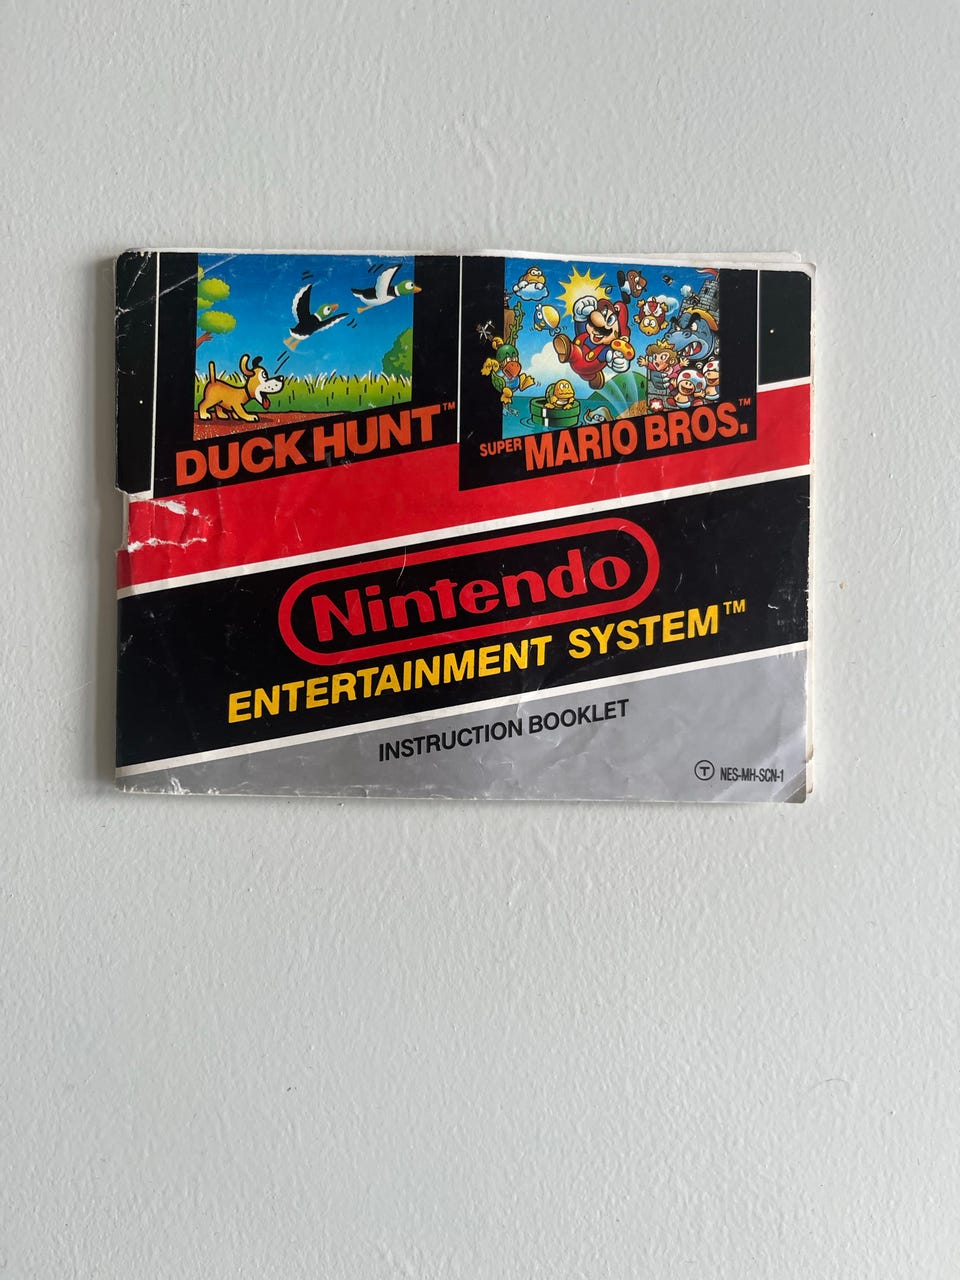 DUCK HUNT™
SUPER MARIO BROS.™
Nintendo
ENTERTAINMENT SYSTEM™
INSTRUCTION BOOKLET
Ⓣ NES-MH-SCN-1